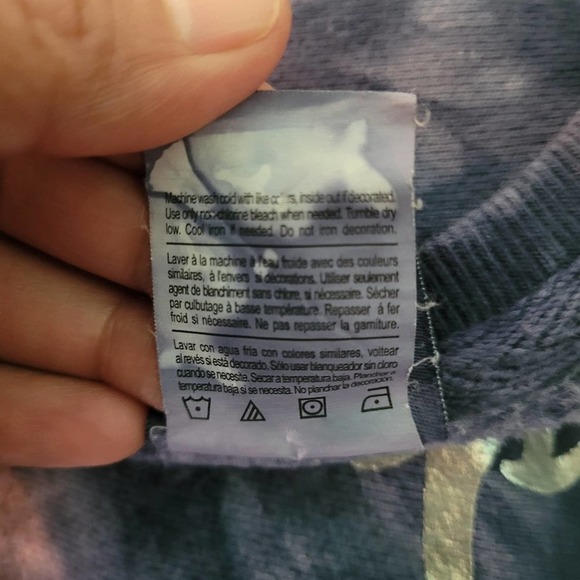 Machine wash cold with like colors, inside out if decorated.
Use only non-chlorine bleach when needed. Tumble dry
low. Cool iron if needed. Do not iron decoration.
Laver à la machine à l'eau froide avec des couleurs
similaires, à l'envers si décorations. Utiliser seulement
agent de blanchiment sans chlore, si nécessaire. Sécher
par culbutage à basse température. Repasser à fer
froid si nécessaire. Ne pas repasser la garniture.
Lavar con agua fria con colores similares, voltear
al revés si está decorado. Sólo usar blanqueador sin cloro
cuando se necesite. Secar a temperatura baja. Planchar a
temperatura baja si se necesita. No planchar la decoración.